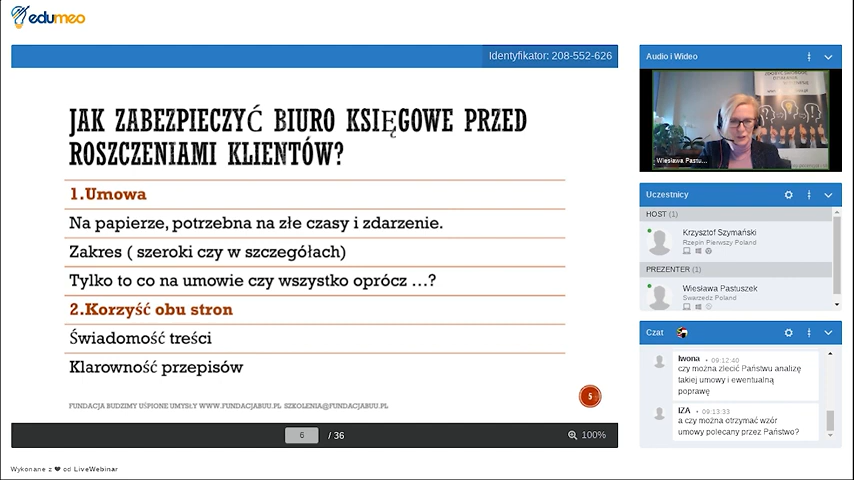 edumeo
Identyfikator: 208-552-626
JAK ZABEZPIECZYĆ BIURO KSIĘGOWE PRZED
ROSZCZENIAMI KLIENTÓW?
1.Umowa
Na papierze, potrzebna na złe czasy i zdarzenie.
Zakres ( szeroki czy w szczegółach)
Tylko to co na umowie czy wszystko oprócz ...?
2.Korzyść obu stron
Świadomość treści
Klarowność przepisów
FUNDACJA BUDZIMY UŚPIONE UMYSŁY WWW.FUNDACJABUU.PL SZKOLENIA@FUNDACJABUU.PL
5
6 / 36
100%
Wykonane z ❤ od LiveWebinar
Audio i Wideo
Wiesława Pastu...
Uczestnicy
HOST (1)
Krzysztof Szymański
Rzepin Pierwszy Poland
PREZENTER (1)
Wiesława Pastuszek
Swarzedz Poland
Czat
Iwona • 09:12:40
czy można zlecić Państwu analizę
takiej umowy i ewentualną
poprawę
IZA • 09:13:33
a czy można otrzymać wzór
umowy polecany przez Państwo?